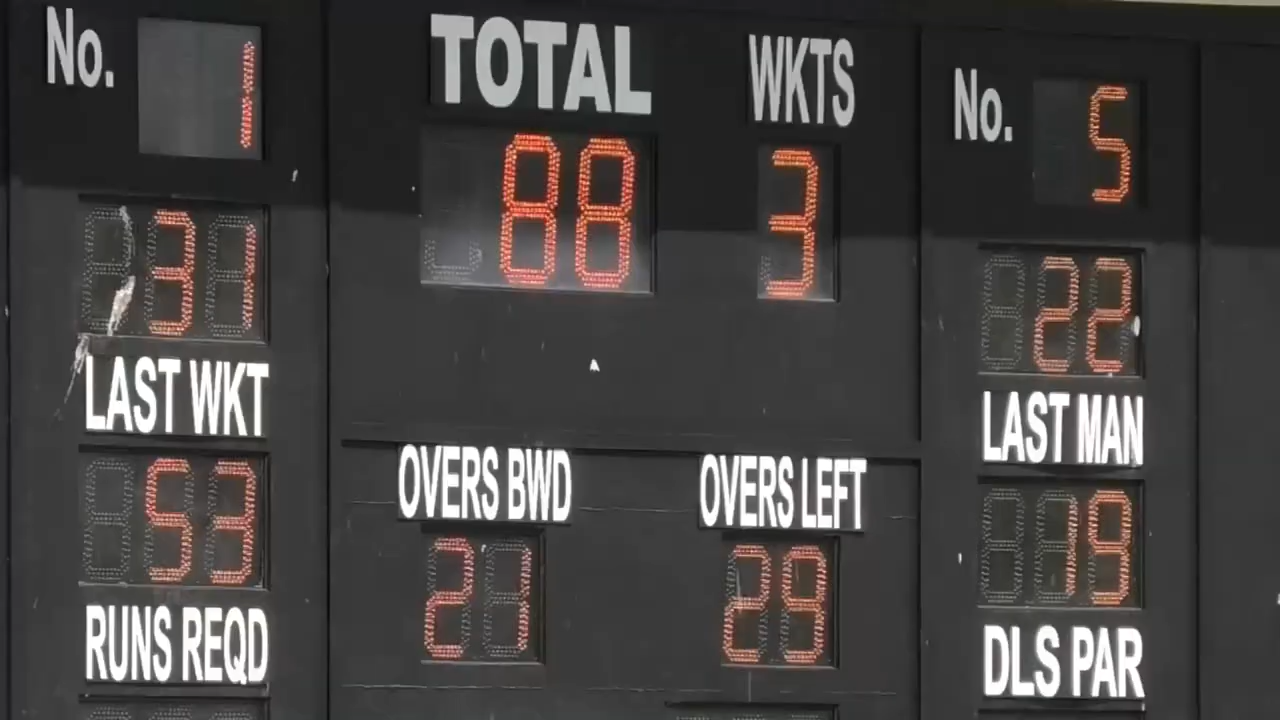 No. 1
TOTAL
WKTS
No. 5
88
3
31
22
LAST WKT
LAST MAN
53
OVERS BWD
OVERS LEFT
19
21
29
RUNS REQD
DLS PAR